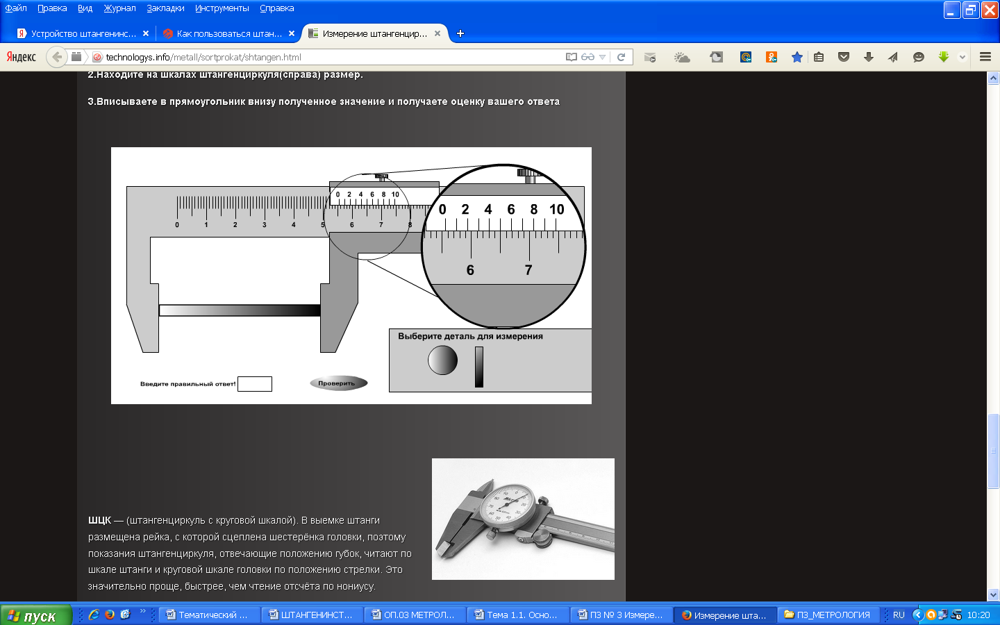 Файл Правка Вид Журнал Закладки Инструменты Справка
Устройство штангенинс... Как пользоваться штан... Измерение штангенцир...
Яндекс technologys.info/metall/sortprokat/shtangen.html
2.Находите на шкалах штангенциркуля(справа) размер.
3.Вписываете в прямоугольник внизу полученное значение и получаете оценку вашего ответа
0 2 4 6 8 10
0 1 2 3 4 5 6 7 8
0 2 4 6 8 10
6 7
Выберите деталь для измерения
Введите правильный ответ!
Проверить
ШЦК — (штангенциркуль с круговой шкалой). В выемке штанги
размещена рейка, с которой сцеплена шестерёнка головки, поэтому
показания штангенциркуля, отвечающие положению губок, читают по
шкале штанги и круговой шкале головки по положению стрелки. Это
значительно проще, быстрее, чем чтение отсчёта по нониусу.
пуск Тематический ... ШТАНГЕНИНСТ... ОП.03 МЕТРОЛ... Тема 1.1. Осно... ПЗ № 3 Измере... Измерение шта... ПЗ_МЕТРОЛОГИЯ RU 10:20